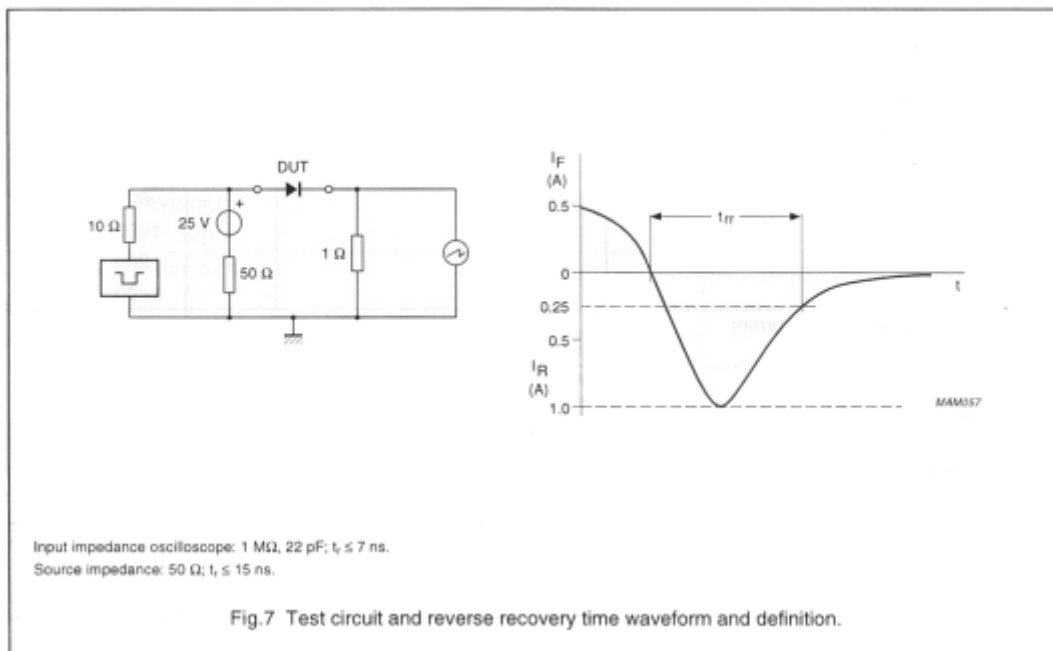 DUT
+
10 Ω
25 V
50 Ω
1 Ω
I_F
(A)
0.5
t_rr
0
t
0.25
0.5
I_R
(A)
1.0
MAM057
Input impedance oscilloscope: 1 MΩ, 22 pF; t_r ≤ 7 ns.
Source impedance: 50 Ω; t_r ≤ 15 ns.
Fig.7 Test circuit and reverse recovery time waveform and definition.